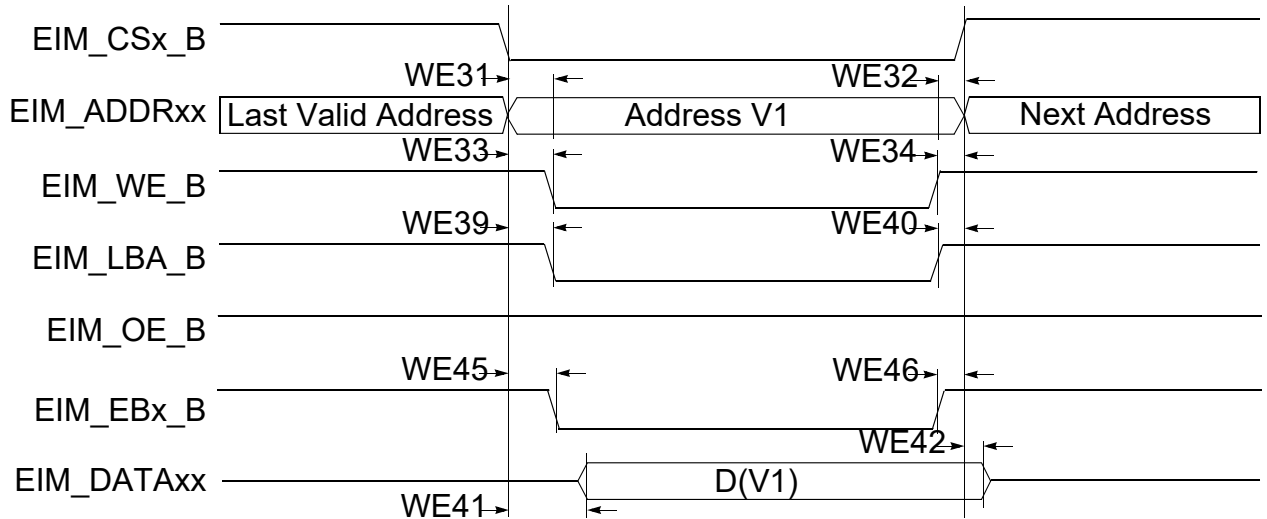 EIM_CSx_B
WE31
WE32
EIM_ADDRxx
Last Valid Address
Address V1
Next Address
WE33
WE34
EIM_WE_B
WE39
WE40
EIM_LBA_B
EIM_OE_B
WE45
WE46
EIM_EBx_B
WE42
EIM_DATAxx
D(V1)
WE41